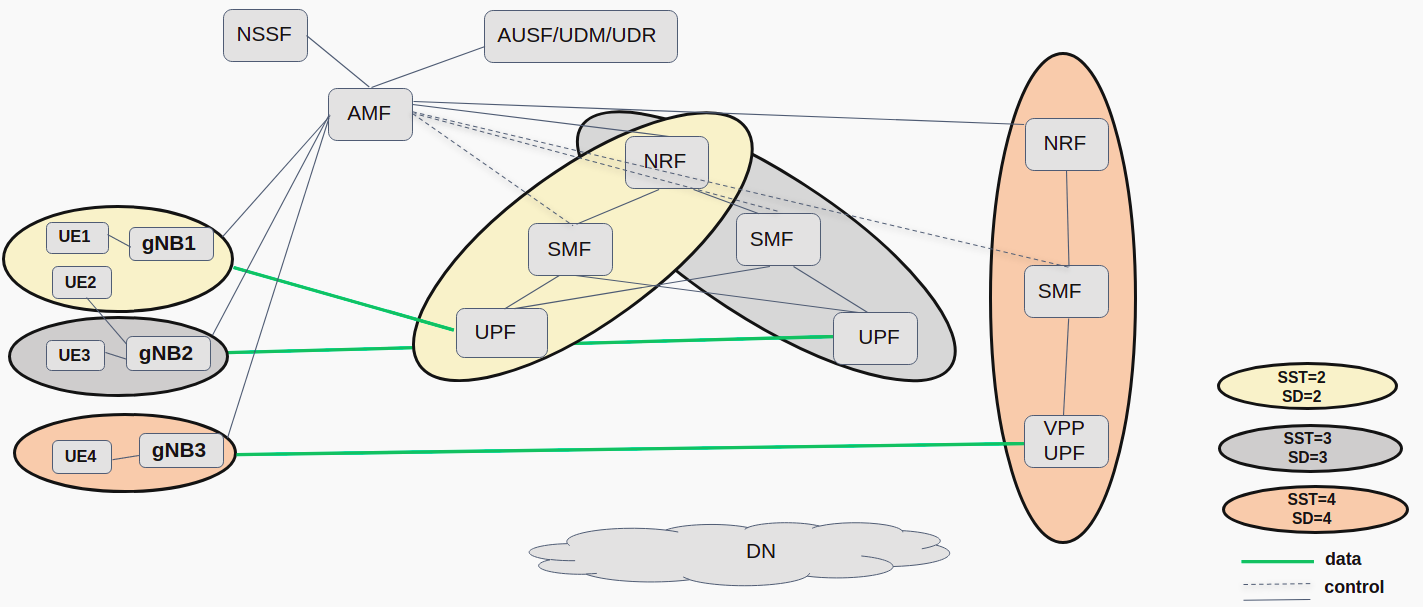 NSSF
AUSF/UDM/UDR
AMF
NRF
NRF
UE1
gNB1
SMF
SMF
UE2
SMF
UPF
UPF
UE3
gNB2
SST=2
SD=2
VPP
UPF
SST=3
SD=3
UE4
gNB3
SST=4
SD=4
DN
data
control